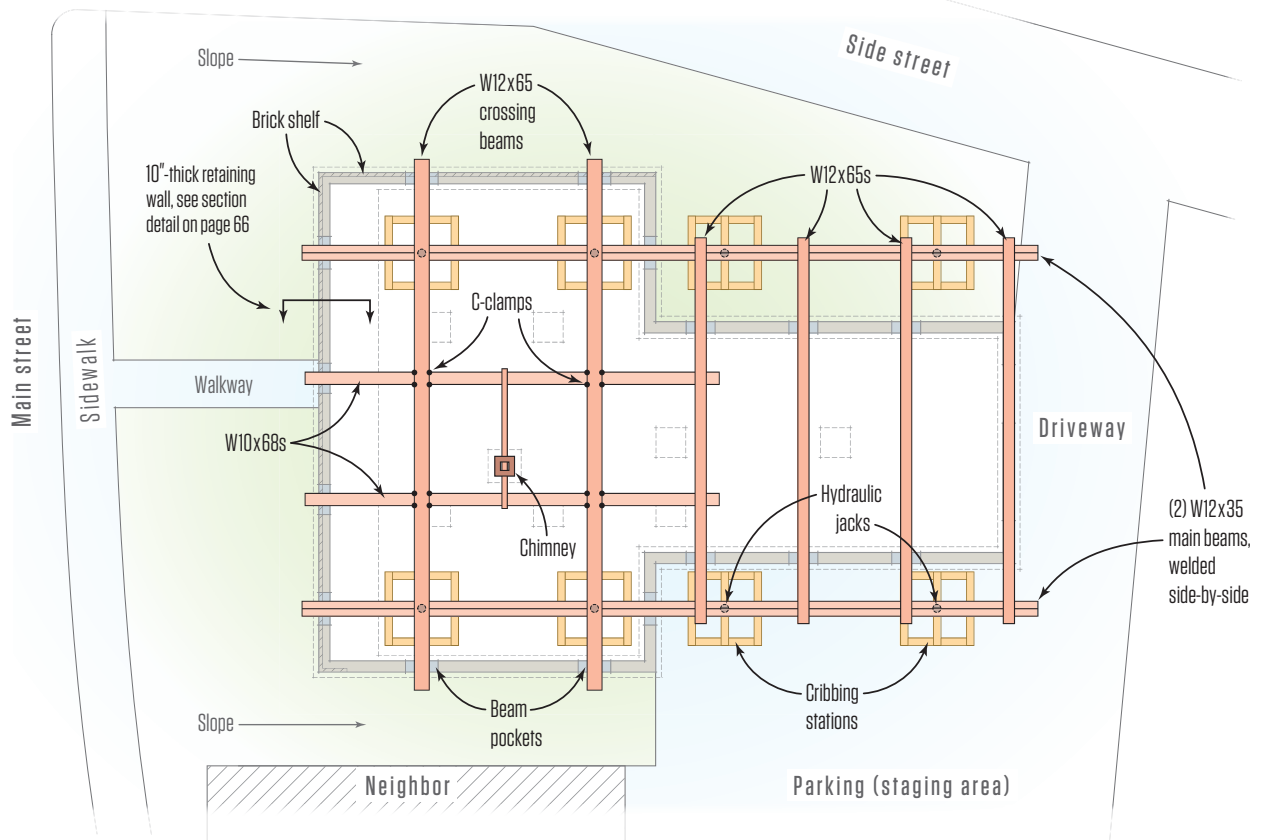 Side street
Slope
W12x65
crossing
beams
Brick shelf
10"-thick retaining
wall, see section
detail on page 66
W12x65s
C-clamps
Main street
Sidewalk
Walkway
W10x68s
Driveway
Hydraulic
jacks
Chimney
(2) W12x35
main beams,
welded
side-by-side
Beam
pockets
Cribbing
stations
Slope
Neighbor
Parking (staging area)